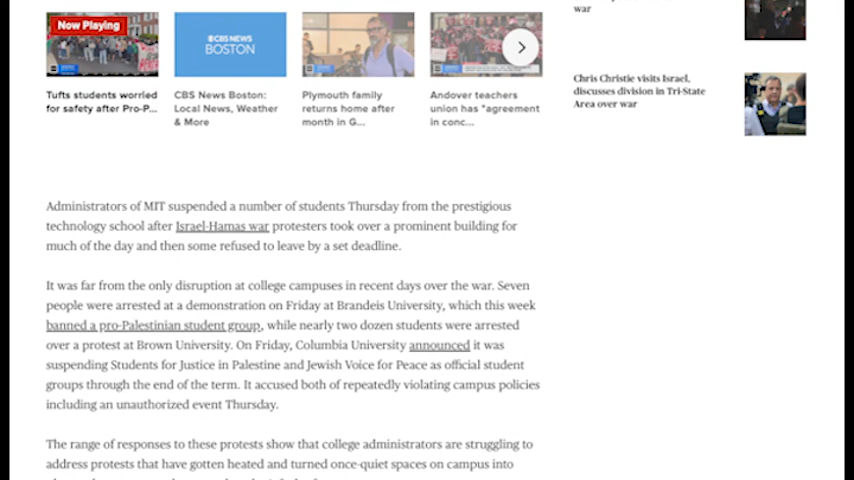 war
Now Playing
CBS NEWS
BOSTON
Tufts students worried
for safety after Pro-P...
CBS News Boston:
Local News, Weather
& More
Plymouth family
returns home after
month in G...
Andover teachers
union has "agreement
in conc...
Chris Christie visits Israel,
discusses division in Tri-State
Area over war
Administrators of MIT suspended a number of students Thursday from the prestigious
technology school after Israel-Hamas war protesters took over a prominent building for
much of the day and then some refused to leave by a set deadline.
It was far from the only disruption at college campuses in recent days over the war. Seven
people were arrested at a demonstration on Friday at Brandeis University, which this week
banned a pro-Palestinian student group, while nearly two dozen students were arrested
over a protest at Brown University. On Friday, Columbia University announced it was
suspending Students for Justice in Palestine and Jewish Voice for Peace as official student
groups through the end of the term. It accused both of repeatedly violating campus policies
including an unauthorized event Thursday.
The range of responses to these protests show that college administrators are struggling to
address protests that have gotten heated and turned once-quiet spaces on campus into